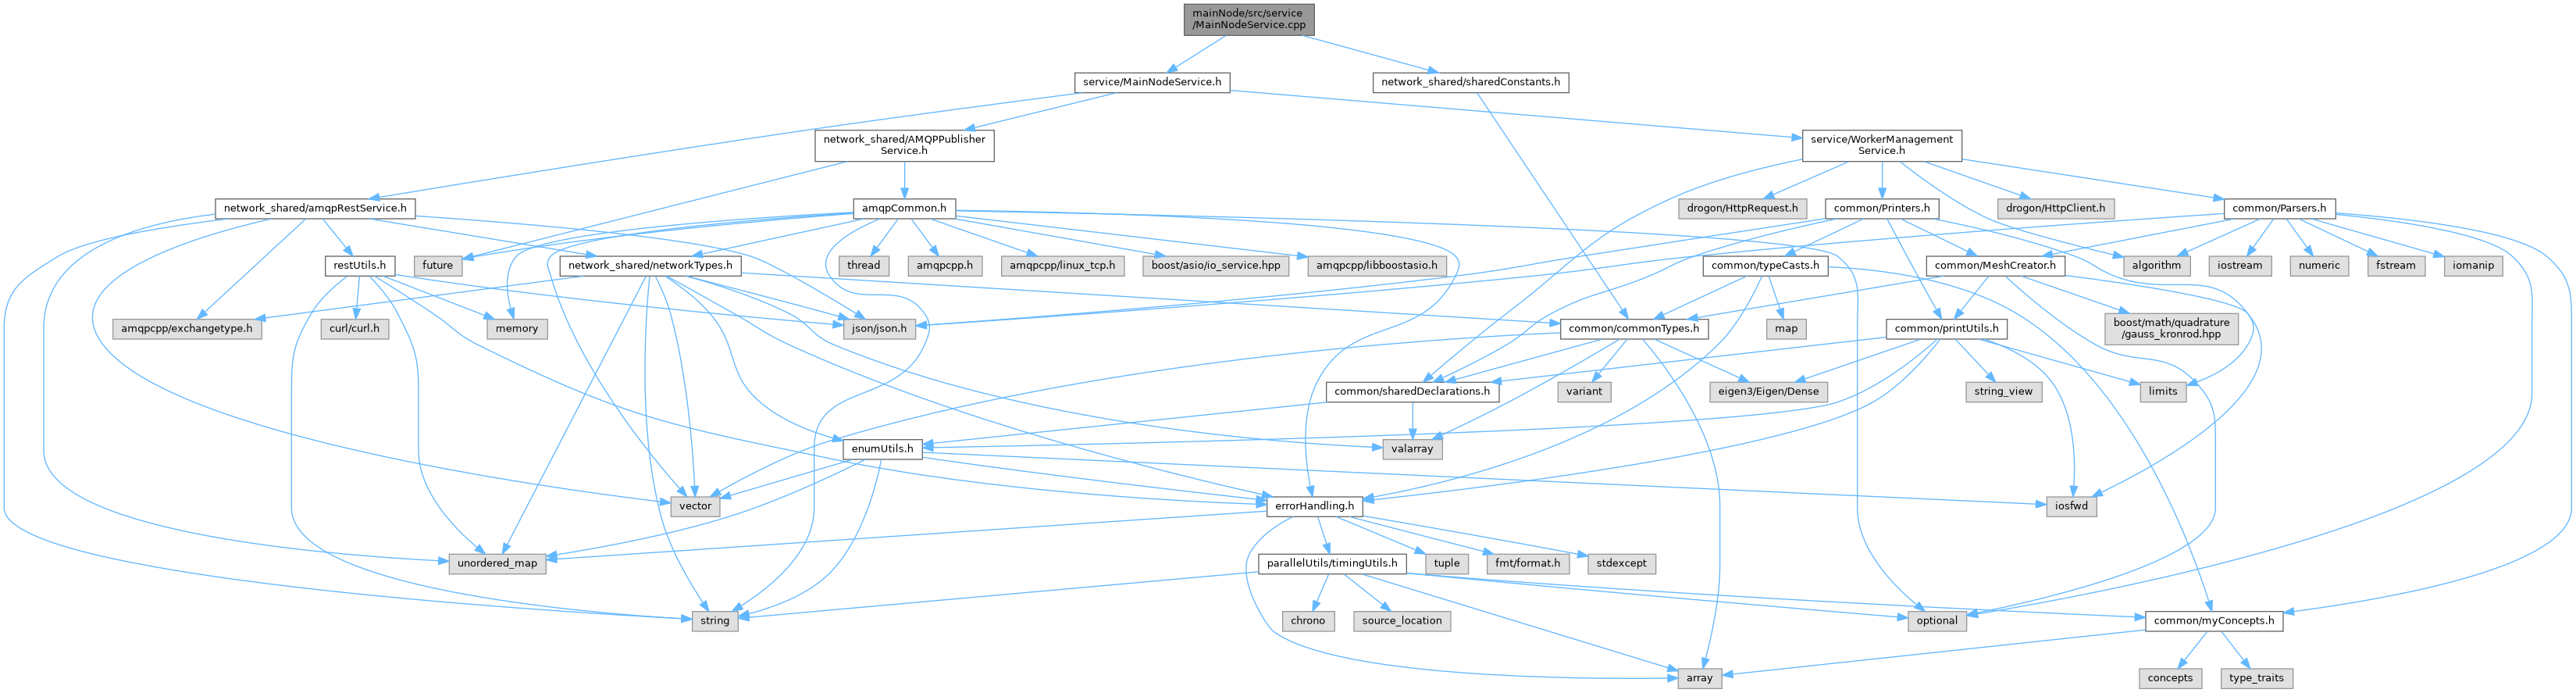 mainNode/src/service
/MainNodeService.cpp
service/MainNodeService.h
network_shared/sharedConstants.h
network_shared/AMQPPublisher
Service.h
service/WorkerManagement
Service.h
network_shared/amqpRestService.h
amqpCommon.h
drogon/HttpRequest.h
common/Printers.h
drogon/HttpClient.h
common/Parsers.h
restUtils.h
future
network_shared/networkTypes.h
thread
amqpcpp.h
amqpcpp/linux_tcp.h
boost/asio/io_service.hpp
amqpcpp/libboostasio.h
common/typeCasts.h
common/MeshCreator.h
algorithm
iostream
numeric
fstream
iomanip
amqpcpp/exchangetype.h
curl/curl.h
memory
json/json.h
common/commonTypes.h
map
common/printUtils.h
boost/math/quadrature
/gauss_kronrod.hpp
common/sharedDeclarations.h
variant
eigen3/Eigen/Dense
string_view
limits
enumUtils.h
valarray
vector
errorHandling.h
iosfwd
unordered_map
parallelUtils/timingUtils.h
tuple
fmt/format.h
stdexcept
string
chrono
source_location
optional
common/myConcepts.h
array
concepts
type_traits